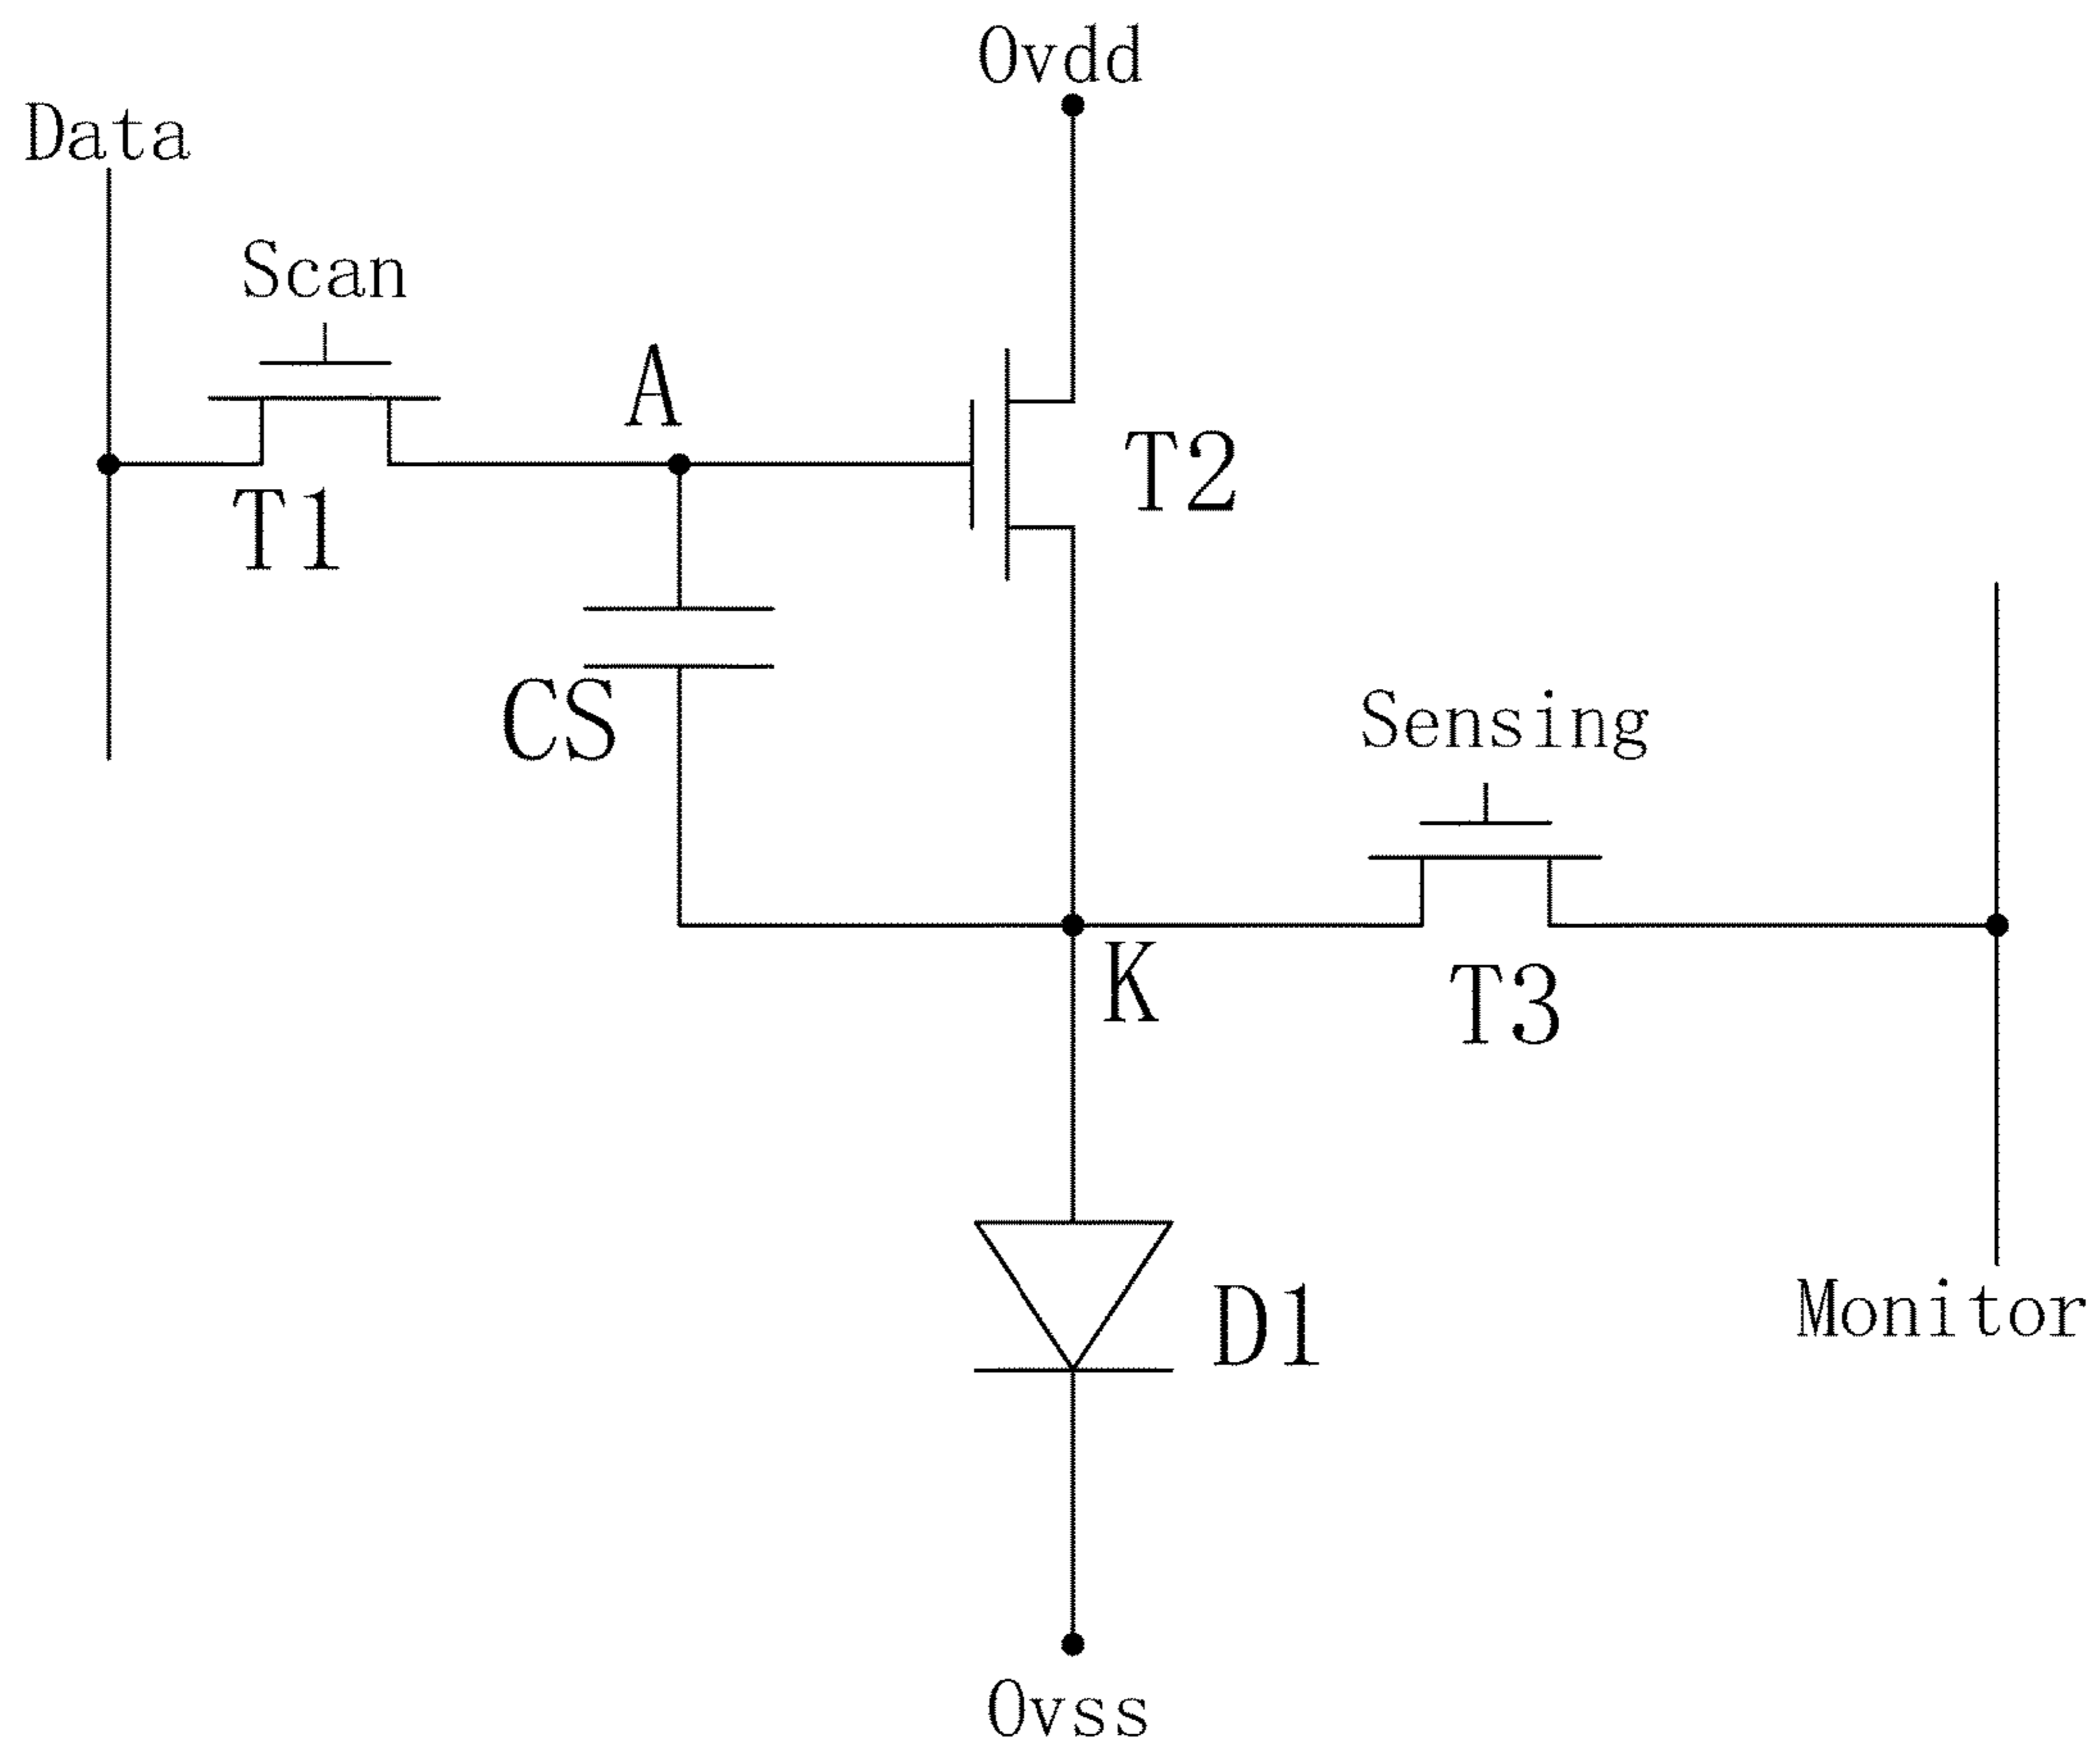 Ovdd
Data
Scan
A
T2
T1
CS
Sensing
K
T3
Monitor
D1
Ovss